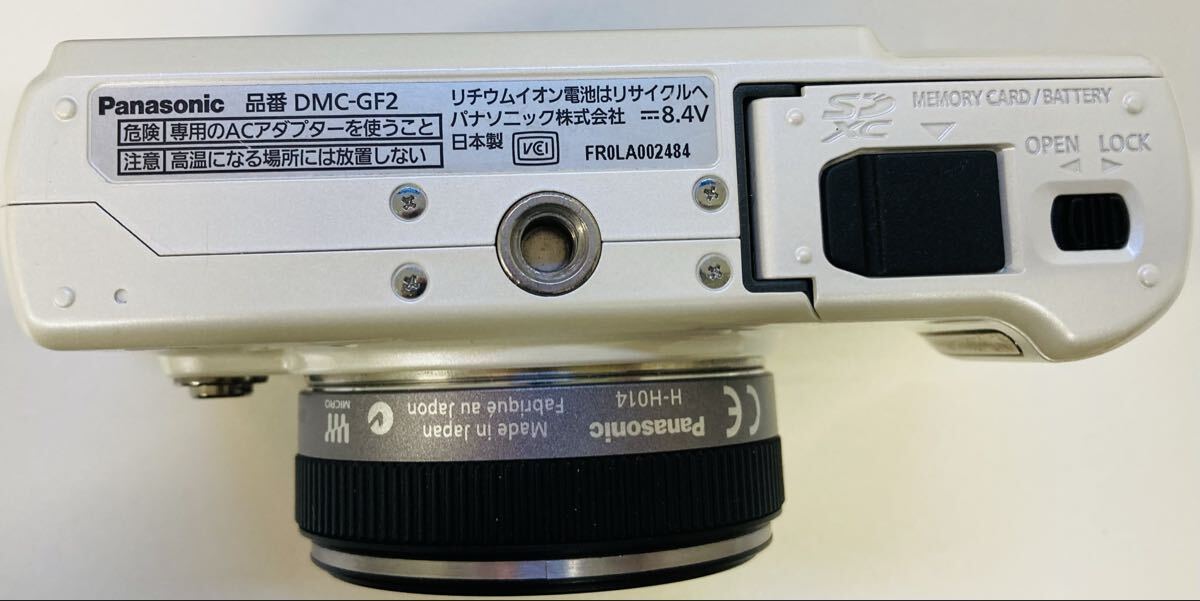 Panasonic 品番 DMC-GF2
危険 専用のACアダプターを使うこと
注意 高温になる場所には放置しない
リチウムイオン電池はリサイクルへ
パナソニック株式会社 ⎓8.4V
日本製 VCI FR0LA002484
SD XC MEMORY CARD/BATTERY
OPEN LOCK
CE Panasonic Made in Japan
H-H014 Fabriqué au Japon MICRO